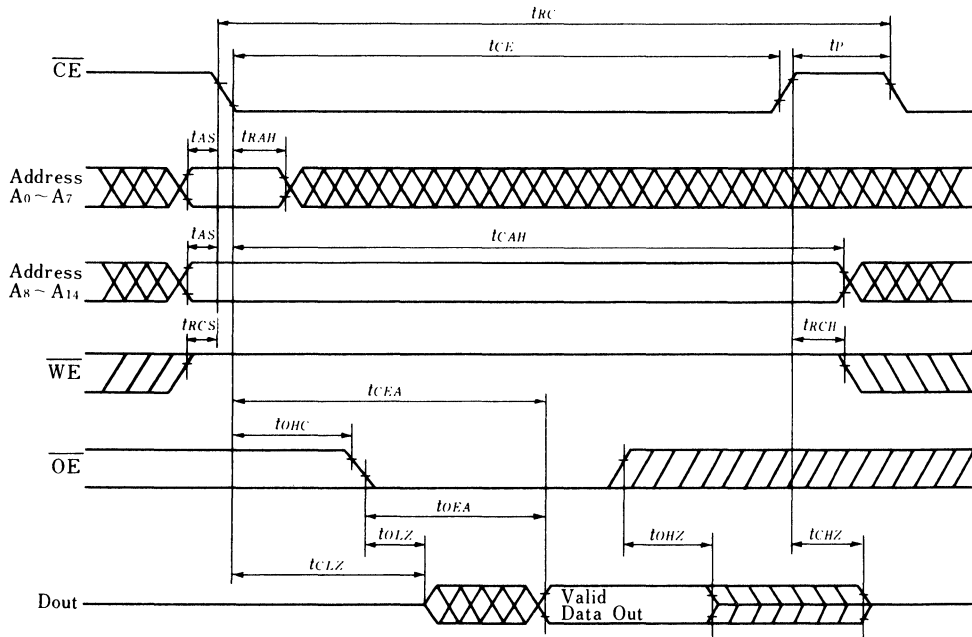 tRC
tCE
tP
CE
tAS
tRAH
Address
A0~A7
tAS
tCAH
Address
A8~A14
tRCS
tRCH
WE
tCEA
tOHC
OE
tOEA
tOLZ
tOHZ
tCHZ
tCLZ
Dout
Valid
Data Out